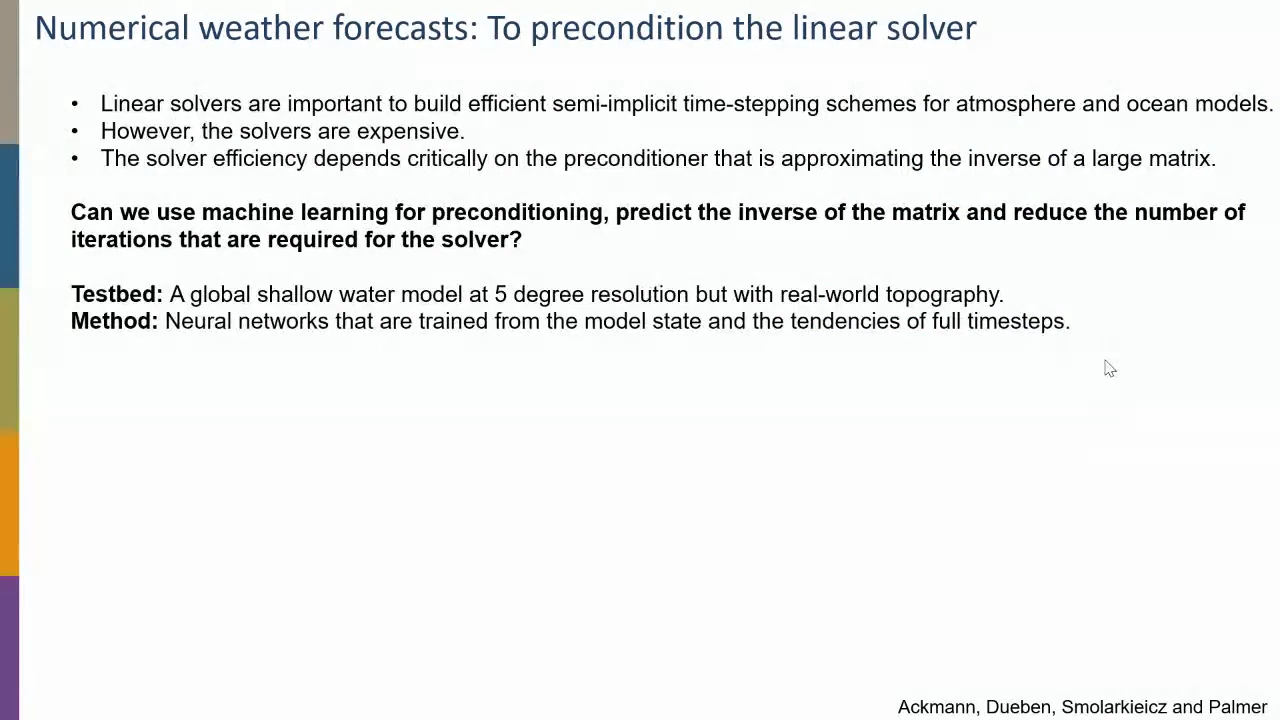 Numerical weather forecasts: To precondition the linear solver
• Linear solvers are important to build efficient semi-implicit time-stepping schemes for atmosphere and ocean models.
• However, the solvers are expensive.
• The solver efficiency depends critically on the preconditioner that is approximating the inverse of a large matrix.
Can we use machine learning for preconditioning, predict the inverse of the matrix and reduce the number of
iterations that are required for the solver?
Testbed: A global shallow water model at 5 degree resolution but with real-world topography.
Method: Neural networks that are trained from the model state and the tendencies of full timesteps.
Ackmann, Dueben, Smolarkieicz and Palmer